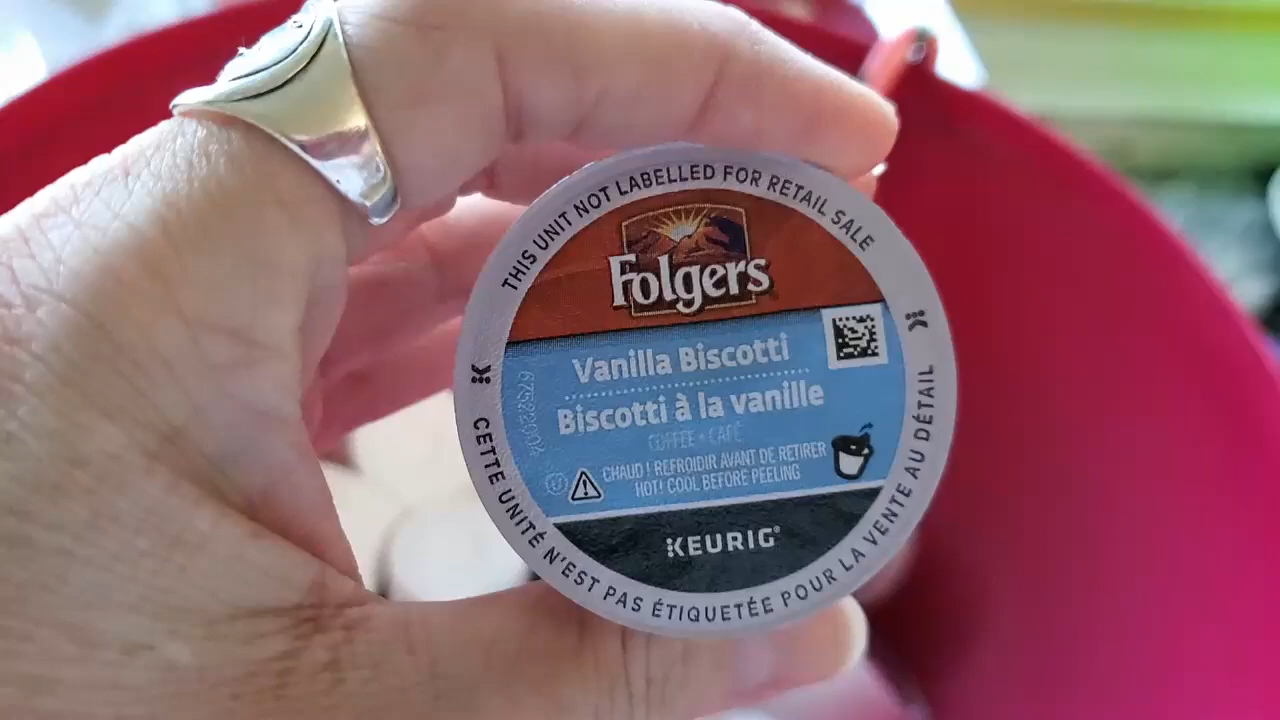 THIS UNIT NOT LABELLED FOR RETAIL SALE
Folgers
Vanilla Biscotti
Biscotti à la vanille
COFFEE • CAFÉ
CHAUD ! REFROIDIR AVANT DE RETIRER
HOT! COOL BEFORE PEELING
KEURIG®
CETTE UNITÉ N'EST PAS ÉTIQUETÉE POUR LA VENTE AU DÉTAIL